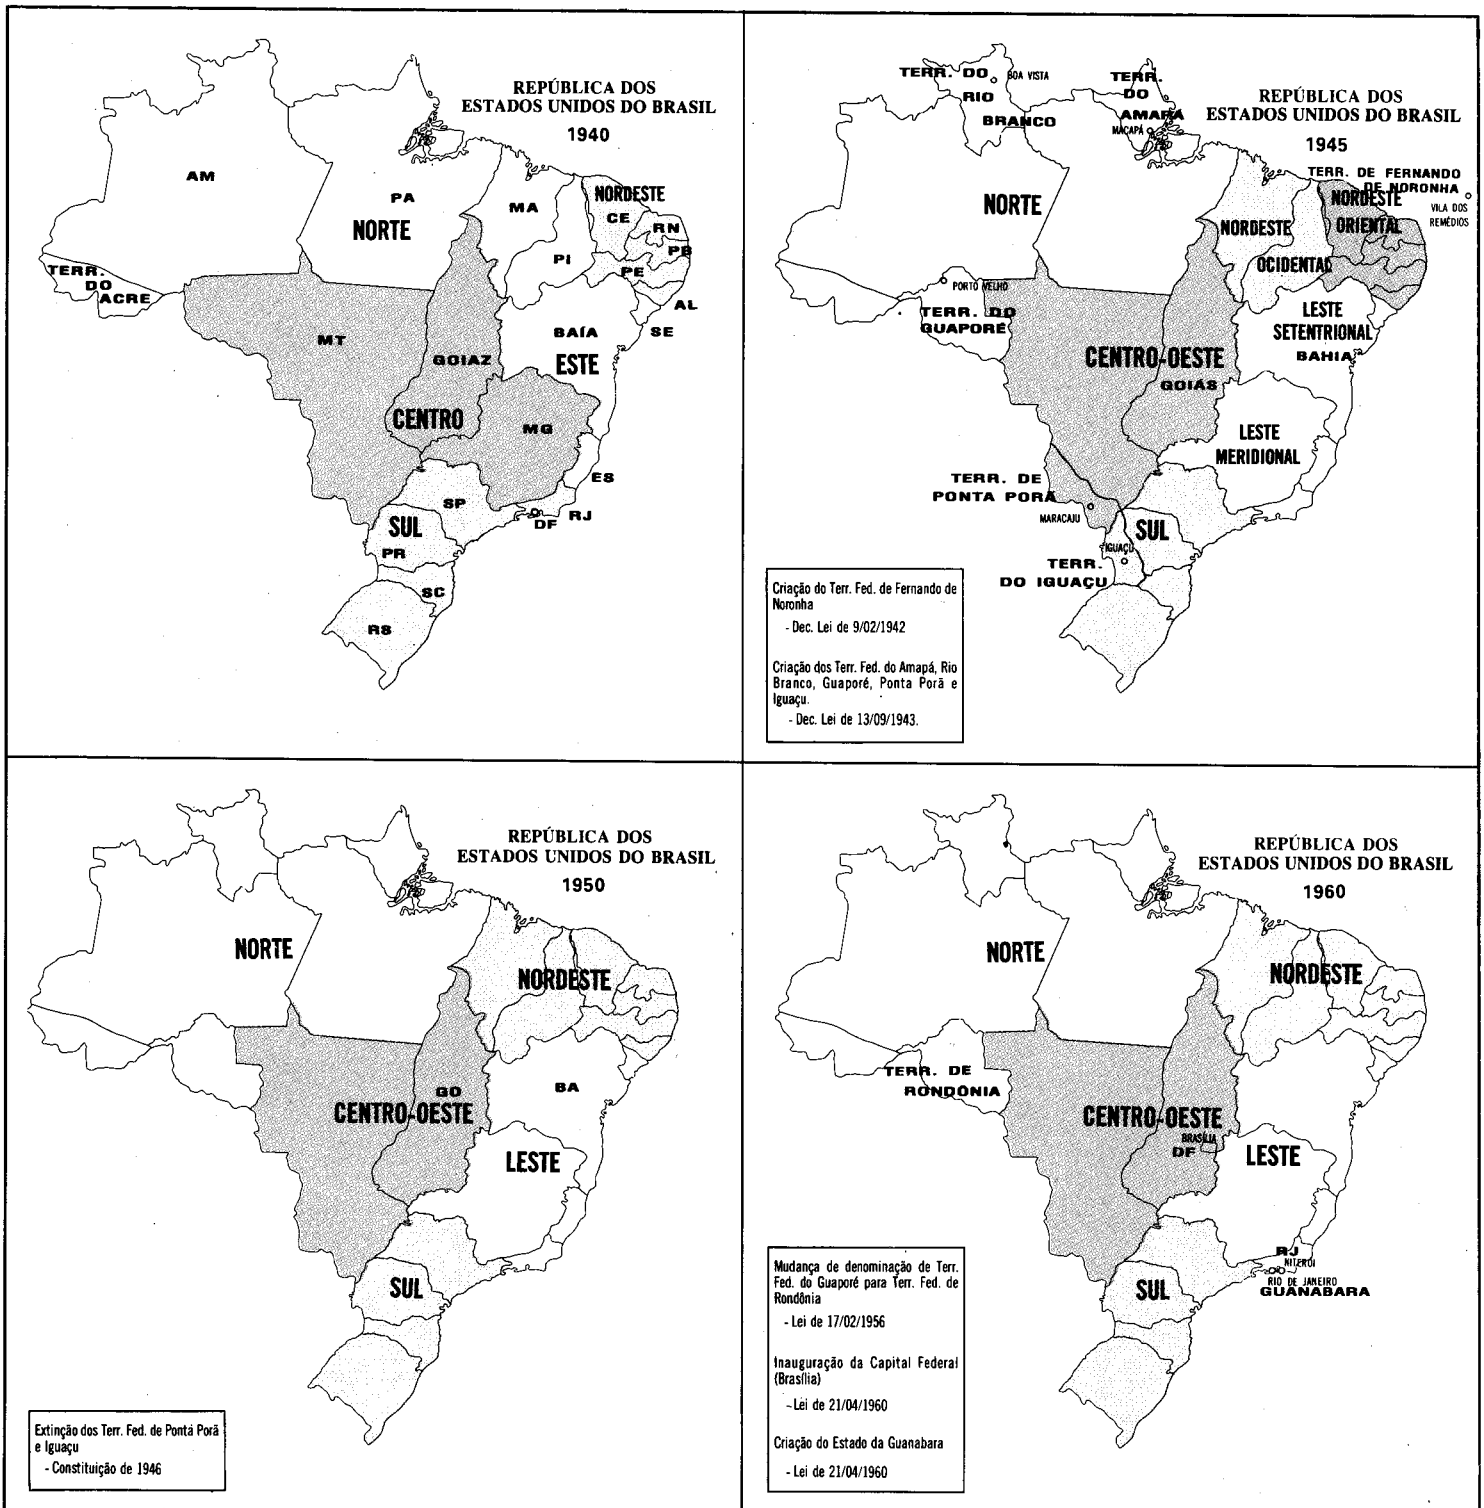 REPÚBLICA DOS
ESTADOS UNIDOS DO BRASIL
1940
AM
PA
NORTE
MA
NORDESTE
CE
RN
PB
PI
PE
AL
SE
TERR.
DO
ACRE
MT
GOIAZ
BAÍA
ESTE
CENTRO
MG
ES
SP
RJ
DF
SUL
PR
SC
RS
REPÚBLICA DOS
ESTADOS UNIDOS DO BRASIL
1945
TERR. DO
BOA VISTA
RIO
BRANCO
TERR.
DO
AMAPÁ
MACAPÁ
TERR. DE FERNANDO
DE NORONHA
VILA DOS
REMÉDIOS
NORTE
NORDESTE
OCIDENTAL
NORDESTE
ORIENTAL
PORTO VELHO
TERR. DO
GUAPORÉ
LESTE
SETENTRIONAL
BAHIA
CENTRO-OESTE
GOIÁS
LESTE
MERIDIONAL
TERR. DE
PONTA PORÃ
MARACAJU
SUL
IGUAÇU
TERR.
DO IGUAÇU
Criação do Terr. Fed. de Fernando de
Noronha
- Dec. Lei de 9/02/1942
Criação dos Terr. Fed. do Amapá, Rio
Branco, Guaporé, Ponta Porã e
Iguaçu.
- Dec. Lei de 13/09/1943.
REPÚBLICA DOS
ESTADOS UNIDOS DO BRASIL
1950
NORTE
NORDESTE
GO
BA
CENTRO-OESTE
LESTE
SUL
Extinção dos Terr. Fed. de Ponta Porã
e Iguaçu
- Constituição de 1946
REPÚBLICA DOS
ESTADOS UNIDOS DO BRASIL
1960
NORTE
NORDESTE
TERR. DE
RONDÔNIA
CENTRO-OESTE
BRASÍLIA
DF
LESTE
RJ
NITERÓI
RIO DE JANEIRO
GUANABARA
SUL
Mudança de denominação de Terr.
Fed. do Guaporé para Terr. Fed. de
Rondônia
- Lei de 17/02/1956
Inauguração da Capital Federal
(Brasília)
- Lei de 21/04/1960
Criação do Estado da Guanabara
- Lei de 21/04/1960